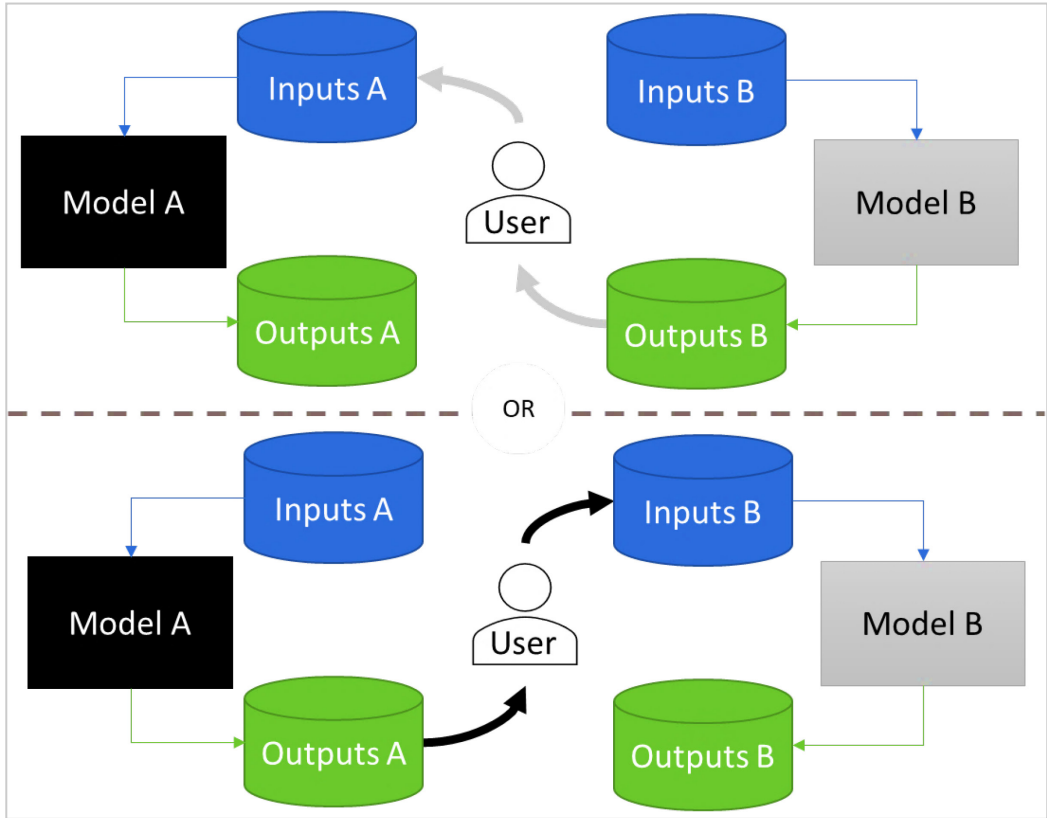 Inputs A
Inputs B
Model A
User
Model B
Outputs A
Outputs B
OR
Inputs A
Inputs B
Model A
User
Model B
Outputs A
Outputs B